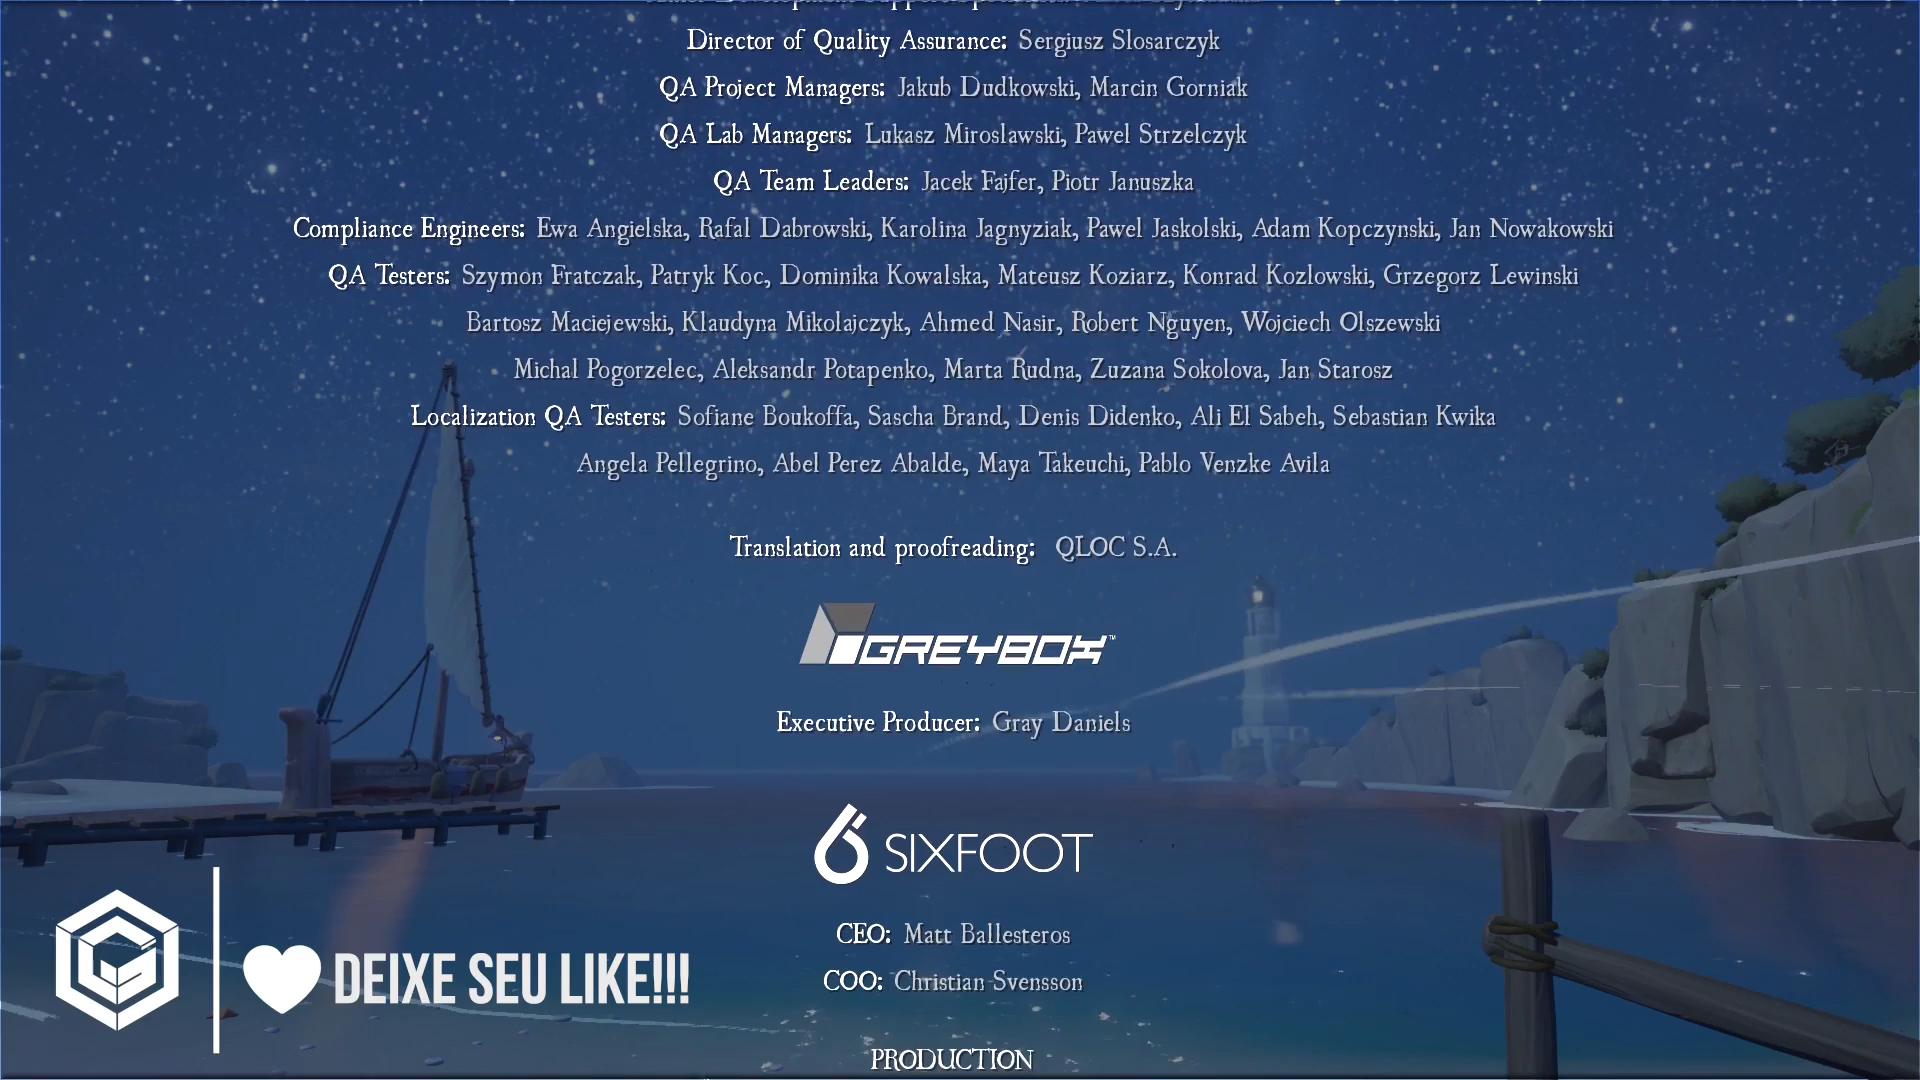 Director of Quality Assurance: Sergiusz Slosarczyk
QA Project Managers: Jakub Dudkowski, Marcin Gorniak
QA Lab Managers: Lukasz Miroslawski, Pawel Strzelczyk
QA Team Leaders: Jacek Fajfer, Piotr Januszka
Compliance Engineers: Ewa Angielska, Rafal Dabrowski, Karolina Jagnyziak, Pawel Jaskolski, Adam Kopczynski, Jan Nowakowski
QA Testers: Szymon Fratczak, Patryk Koc, Dominika Kowalska, Mateusz Koziarz, Konrad Kozlowski, Grzegorz Lewinski
Bartosz Maciejewski, Klaudyna Mikolajczyk, Ahmed Nasir, Robert Nguyen, Wojciech Olszewski
Michal Pogorzelec, Aleksandr Potapenko, Marta Rudna, Zuzana Sokolova, Jan Starosz
Localization QA Testers: Sofiane Boukoffa, Sascha Brand, Denis Didenko, Ali El Sabeh, Sebastian Kwika
Angela Pellegrino, Abel Perez Abalde, Maya Takeuchi, Pablo Venzke Avila
Translation and proofreading: QLOC S.A.
GREYBOX™
Executive Producer: Gray Daniels
6 SIXFOOT
CEO: Matt Ballesteros
COO: Christian Svensson
DEIXE SEU LIKE!!!
PRODUCTION